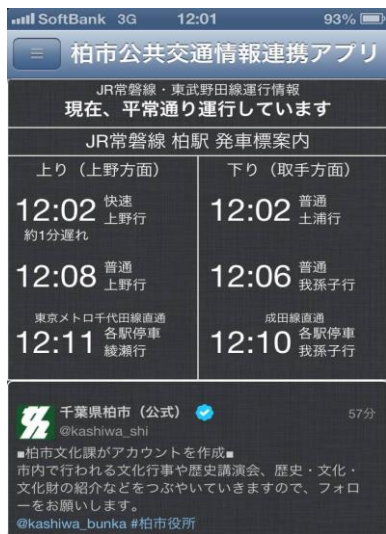 SoftBank 3G 12:01 93%
柏市公共交通情報連携アプリ
JR常磐線・東武野田線運行情報
現在、平常通り運行しています
JR常磐線 柏駅 発車標案内
上り（上野方面）
12:02 快速 上野行
約1分遅れ
12:08 普通 上野行
東京メトロ千代田線直通
12:11 各駅停車 綾瀬行
下り（取手方面）
12:02 普通 土浦行
12:06 普通 我孫子行
成田線直通
12:10 各駅停車 我孫子行
千葉県柏市（公式） 57分
@kashiwa_shi
■柏市文化課がアカウントを作成■
市内で行われる文化行事や歴史講演会、歴史・文化・
文化財の紹介などをつぶやいていきますので、フォロ
ーをお願いします。
@kashiwa_bunka #柏市役所